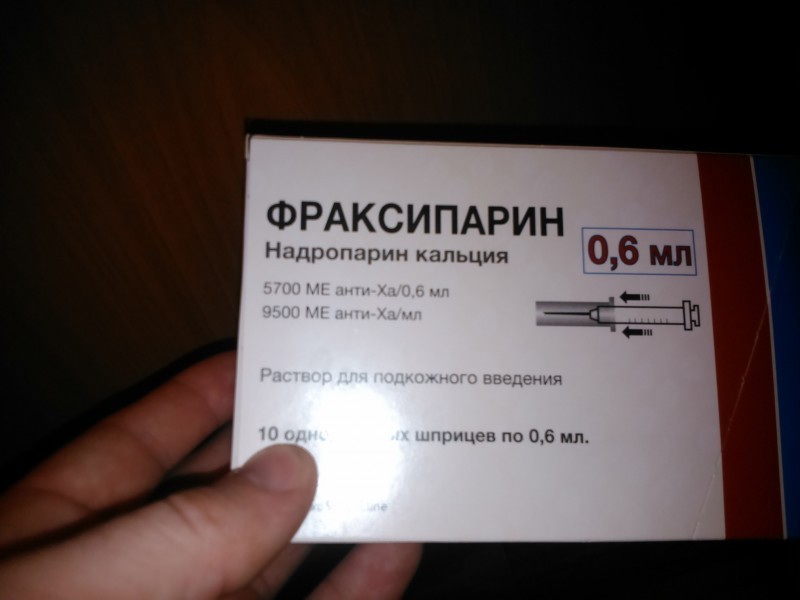 ФРАКСИПАРИН
0,6 мл
Надропарин кальция
5700 МЕ анти-Ха/0,6 мл
9500 МЕ анти-Ха/мл
Раствор для подкожного введения
10 шприцев по 0,6 мл.